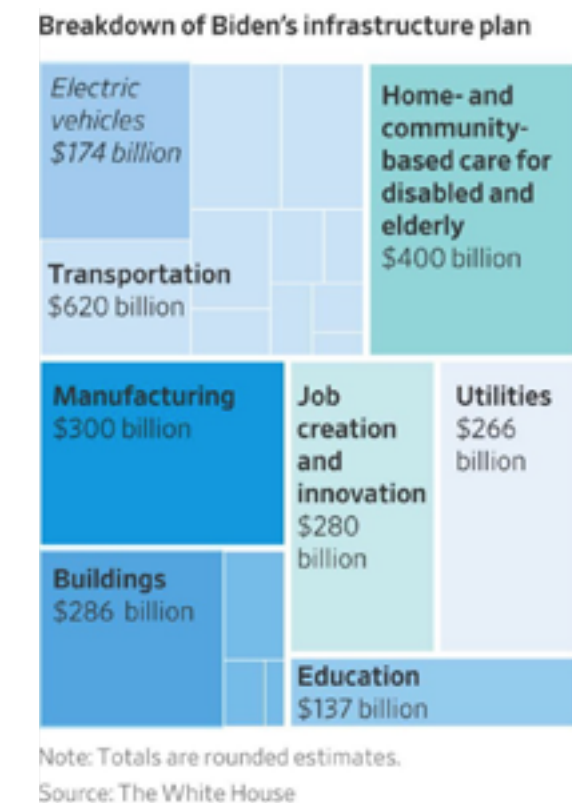 Breakdown of Biden's infrastructure plan
Electric
vehicles
$174 billion
Transportation
$620 billion
Home- and
community-
based care for
disabled and
elderly
$400 billion
Manufacturing
$300 billion
Job
creation
and
innovation
$280
billion
Utilities
$266
billion
Buildings
$286 billion
Education
$137 billion
Note: Totals are rounded estimates.
Source: The White House